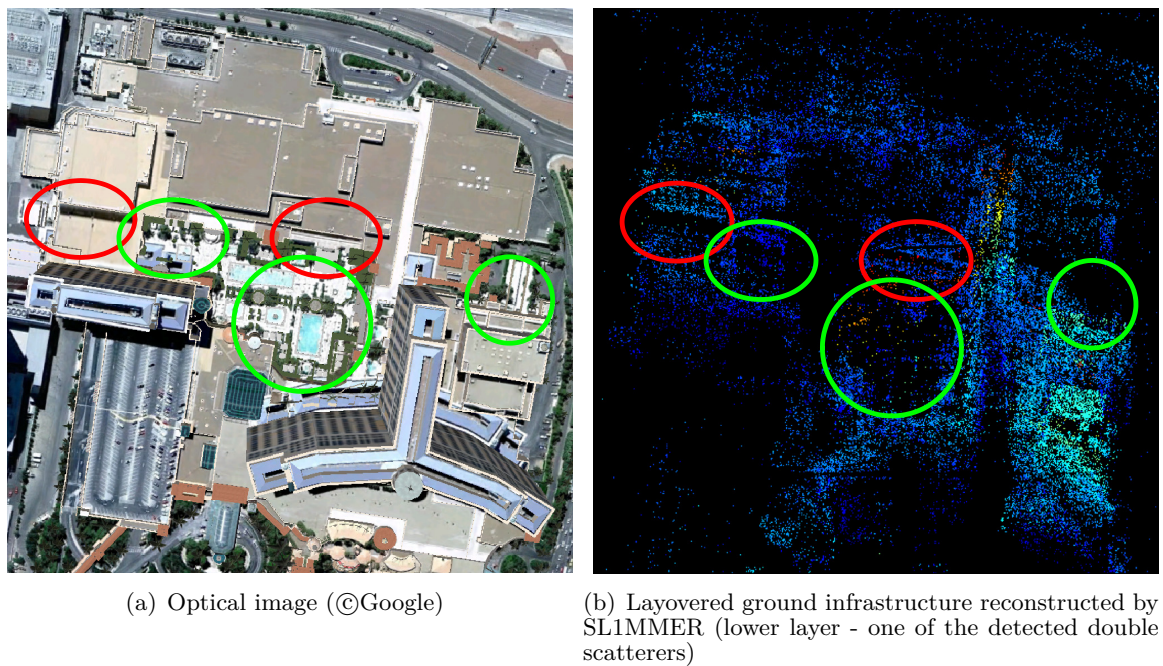 (a) Optical image (©Google)
(b) Layovered ground infrastructure reconstructed by
SL1MMER (lower layer - one of the detected double
scatterers)